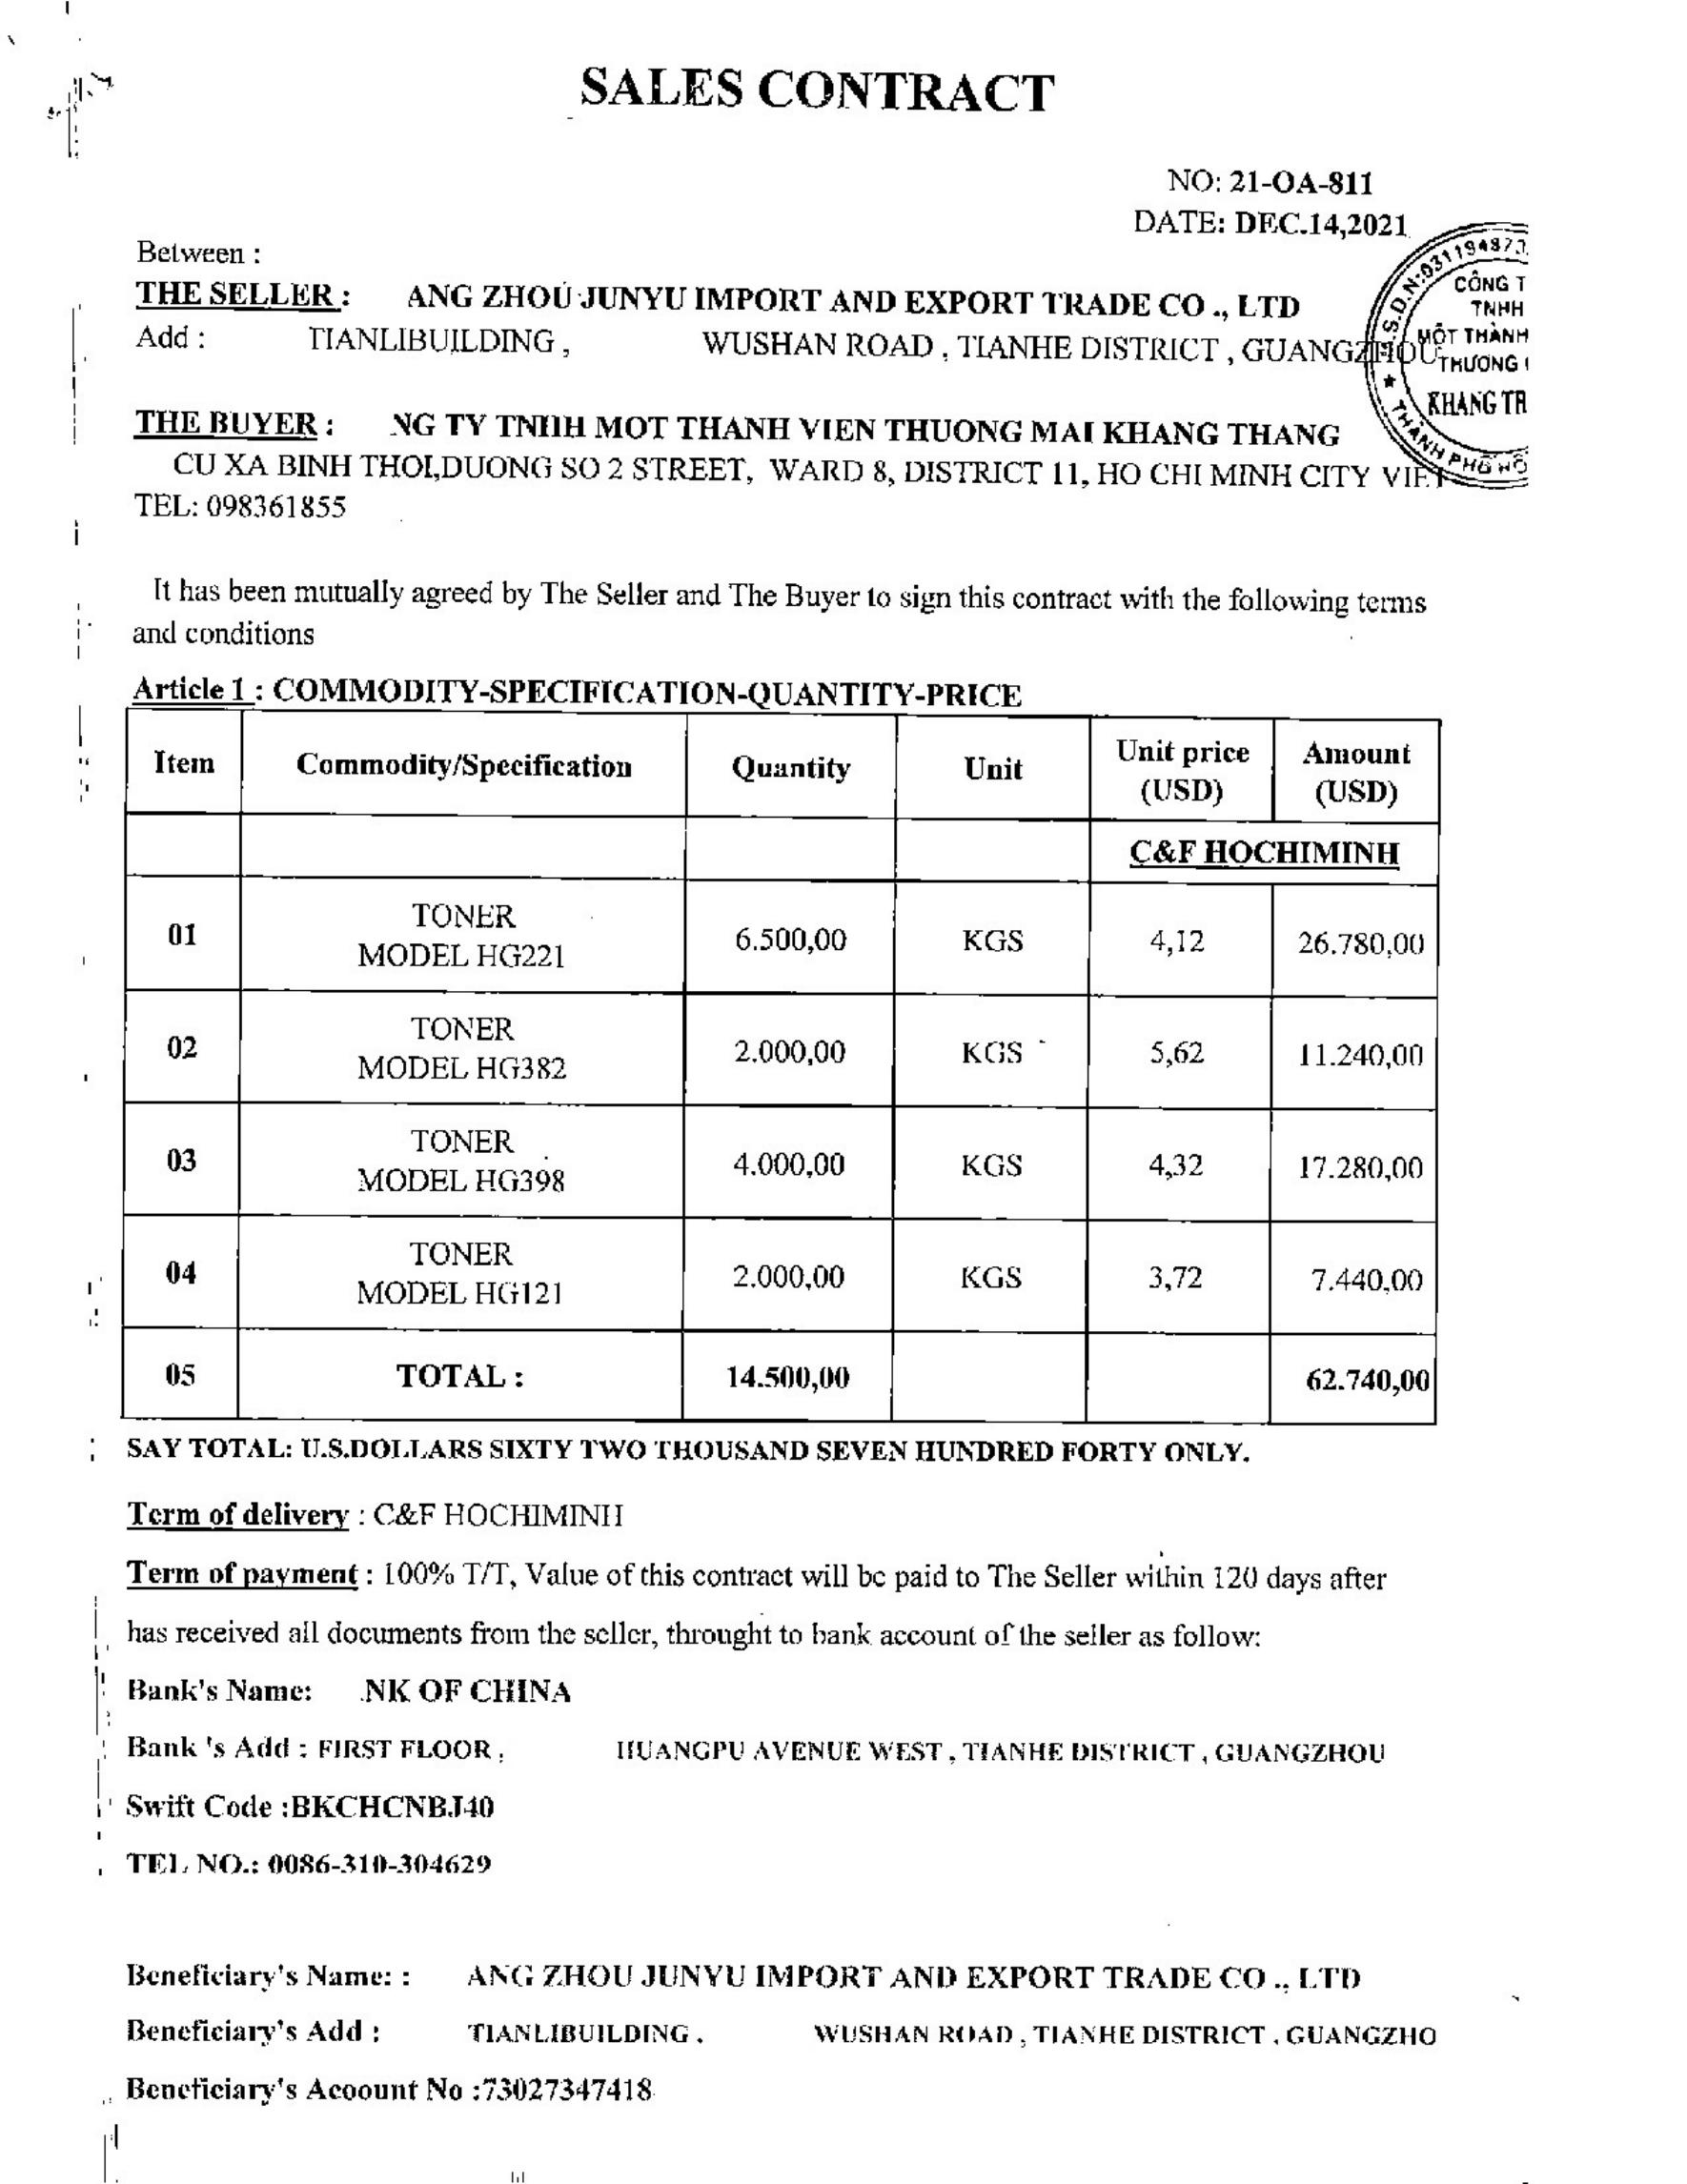 SALES CONTRACT
NO: 21-OA-811
DATE: DEC.14,2021
Between :
THE SELLER : ANG ZHOU JUNYU IMPORT AND EXPORT TRADE CO ., LTD
Add : TIANLIBUILDING , WUSHAN ROAD , TIANHE DISTRICT , GUANGZHOU
THE BUYER : NG TY TNHH MOT THANH VIEN THUONG MAI KHANG THANG
CU XA BINH THOI,DUONG SO 2 STREET, WARD 8, DISTRICT 11, HO CHI MINH CITY VIET
TEL: 098361855
CÔNG T
TNHH
MỘT THÀNH
THƯƠNG
KHANG TR
THÀNH PHỐ HỒ
It has been mutually agreed by The Seller and The Buyer to sign this contract with the following terms
and conditions
Article 1 : COMMODITY-SPECIFICATION-QUANTITY-PRICE
Item Commodity/Specification Quantity Unit Unit price (USD) Amount (USD)
C&F HOCHIMINH
01 TONER MODEL HG221 6.500,00 KGS 4,12 26.780,00
02 TONER MODEL HG382 2.000,00 KGS 5,62 11.240,00
03 TONER MODEL HG398 4.000,00 KGS 4,32 17.280,00
04 TONER MODEL HG121 2.000,00 KGS 3,72 7.440,00
05 TOTAL : 14.500,00 62.740,00
SAY TOTAL: U.S.DOLLARS SIXTY TWO THOUSAND SEVEN HUNDRED FORTY ONLY.
Term of delivery : C&F HOCHIMINH
Term of payment : 100% T/T, Value of this contract will be paid to The Seller within 120 days after
has received all documents from the seller, throught to bank account of the seller as follow:
Bank's Name: NK OF CHINA
Bank 's Add : FIRST FLOOR , HUANGPU AVENUE WEST , TIANHE DISTRICT , GUANGZHOU
Swift Code :BKCHCNBJ40
TEL NO.: 0086-310-304629
Beneficiary's Name: : ANG ZHOU JUNYU IMPORT AND EXPORT TRADE CO ., LTD
Beneficiary's Add : TIANLIBUILDING , WUSHAN ROAD , TIANHE DISTRICT , GUANGZHO
Beneficiary's Acoount No :73027347418